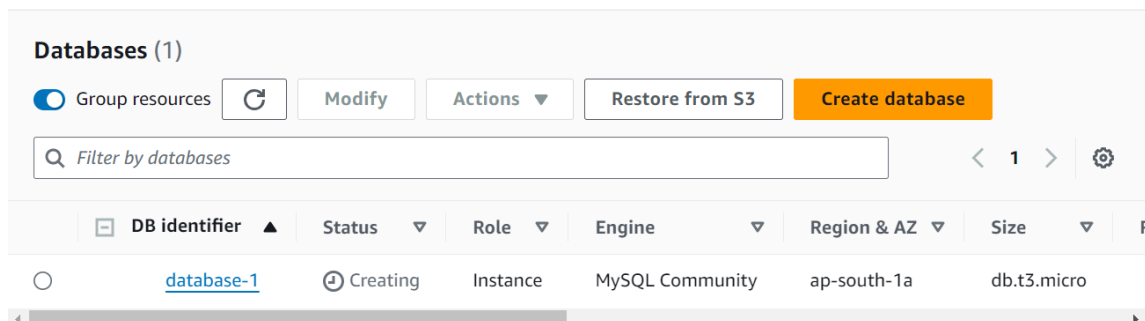 Databases (1)
Group resources Modify Actions Restore from S3 Create database
Filter by databases 1
DB identifier Status Role Engine Region & AZ Size
database-1 Creating Instance MySQL Community ap-south-1a db.t3.micro